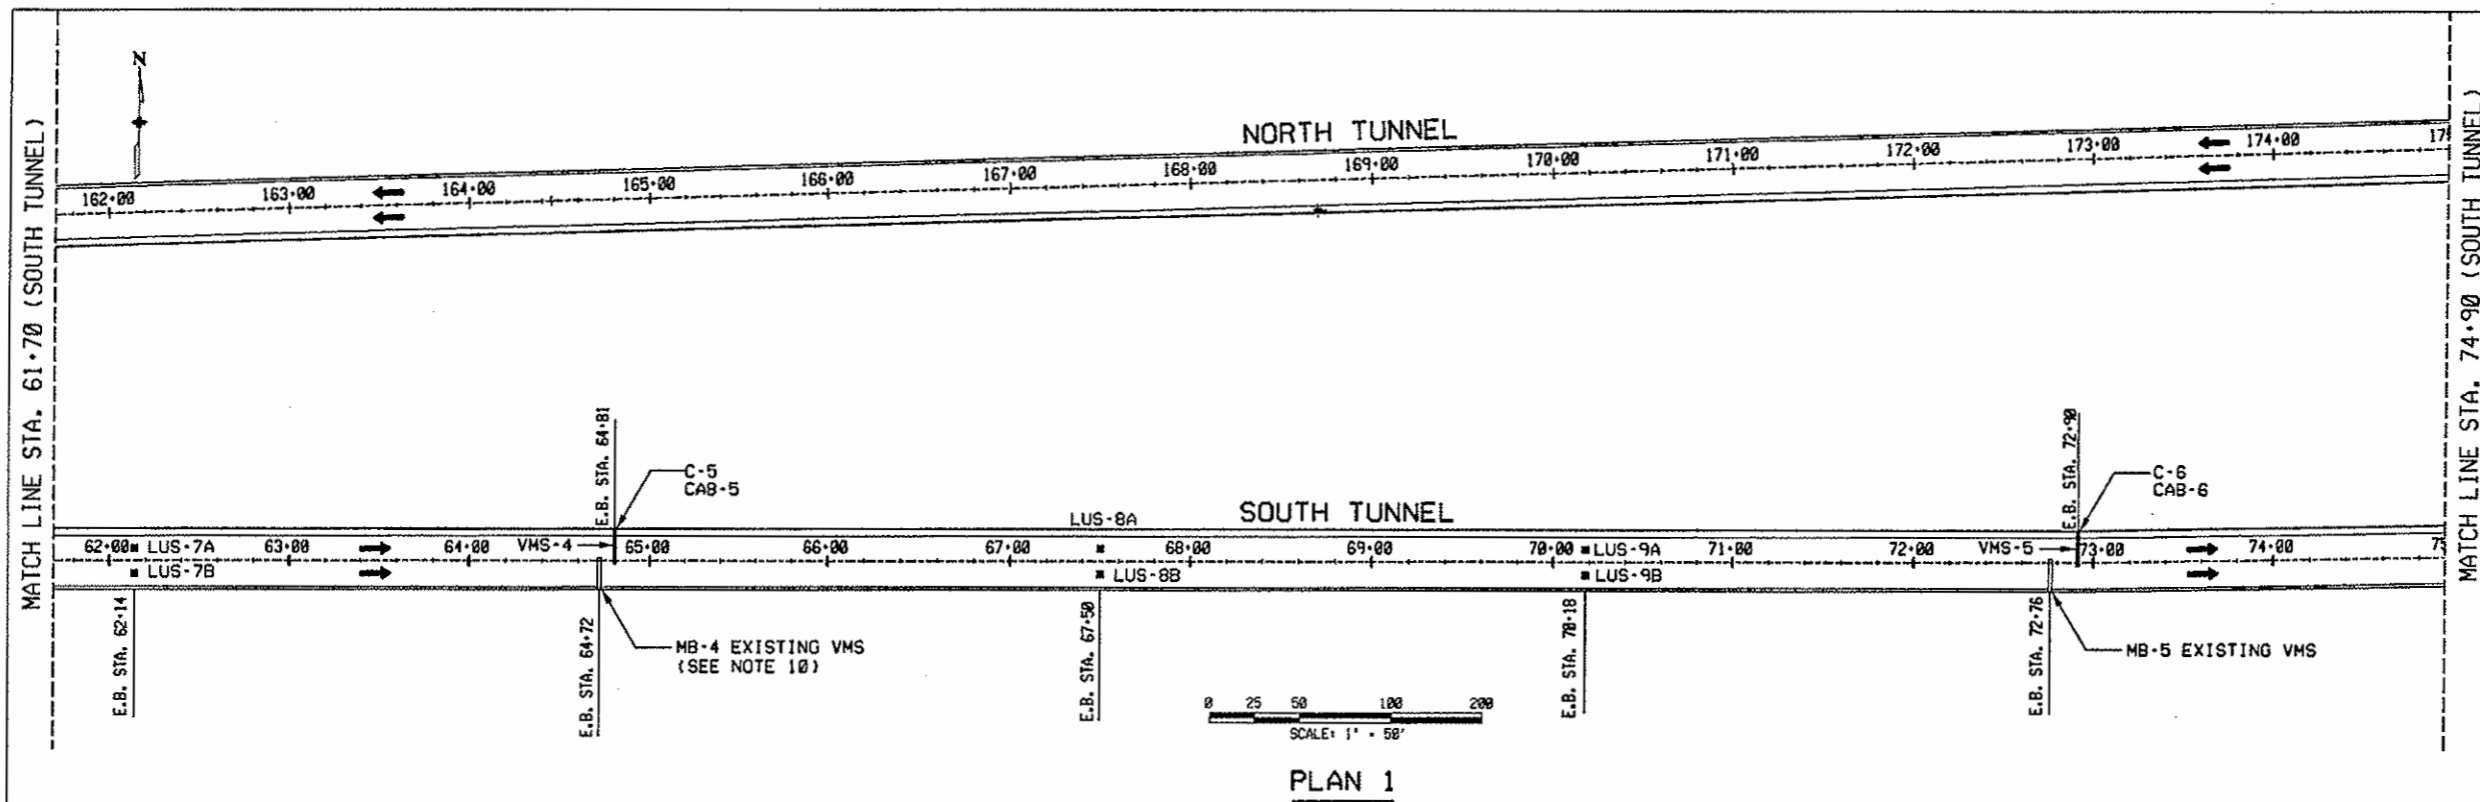 N
NORTH TUNNEL
162+00
163+00
164+00
165+00
166+00
167+00
168+00
169+00
170+00
171+00
172+00
173+00
174+00
17
MATCH LINE STA. 61+70 (SOUTH TUNNEL)
MATCH LINE STA. 74+90 (SOUTH TUNNEL)
E.B. STA. 64+81
C-5
CAB-5
E.B. STA. 72+90
C-6
CAB-6
LUS-8A
SOUTH TUNNEL
62+00
LUS-7A
63+00
64+00
VMS-4
65+00
66+00
67+00
68+00
69+00
70+00
LUS-9A
71+00
72+00
VMS-5
73+00
74+00
75
LUS-7B
LUS-8B
LUS-9B
E.B. STA. 62+14
E.B. STA. 64+72
MB-4 EXISTING VMS
(SEE NOTE 10)
E.B. STA. 67+50
E.B. STA. 70+18
E.B. STA. 72+76
MB-5 EXISTING VMS
0 25 50 100 200
SCALE: 1" = 50'
PLAN 1